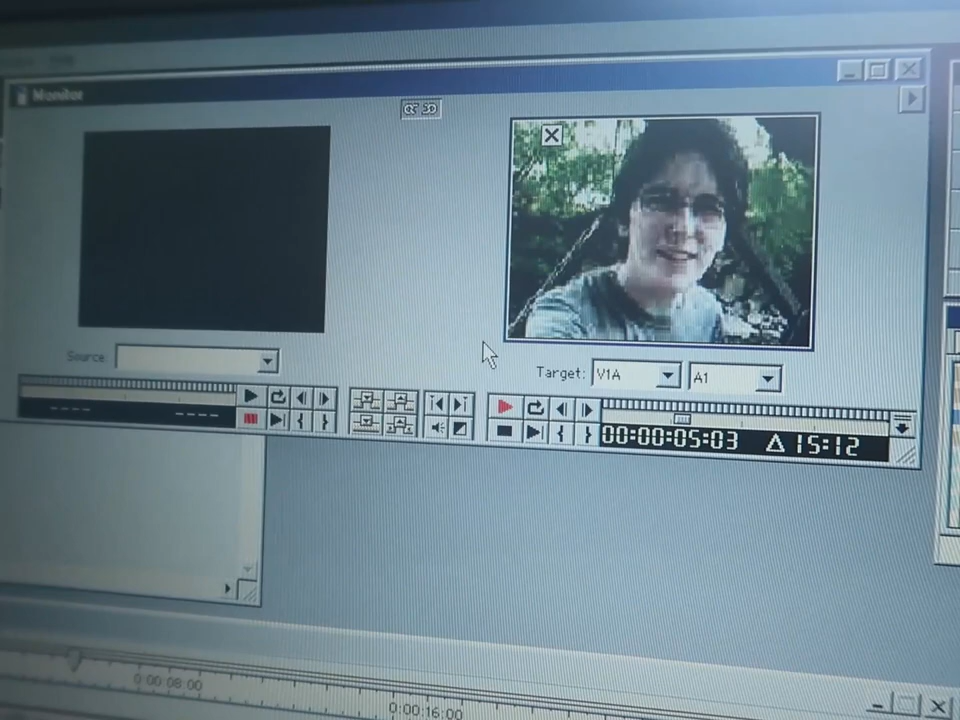 Monitor
Source:
Target: V1A A1
00:00:05:03 Δ 15:12
0:00:08:00
0:00:16:00